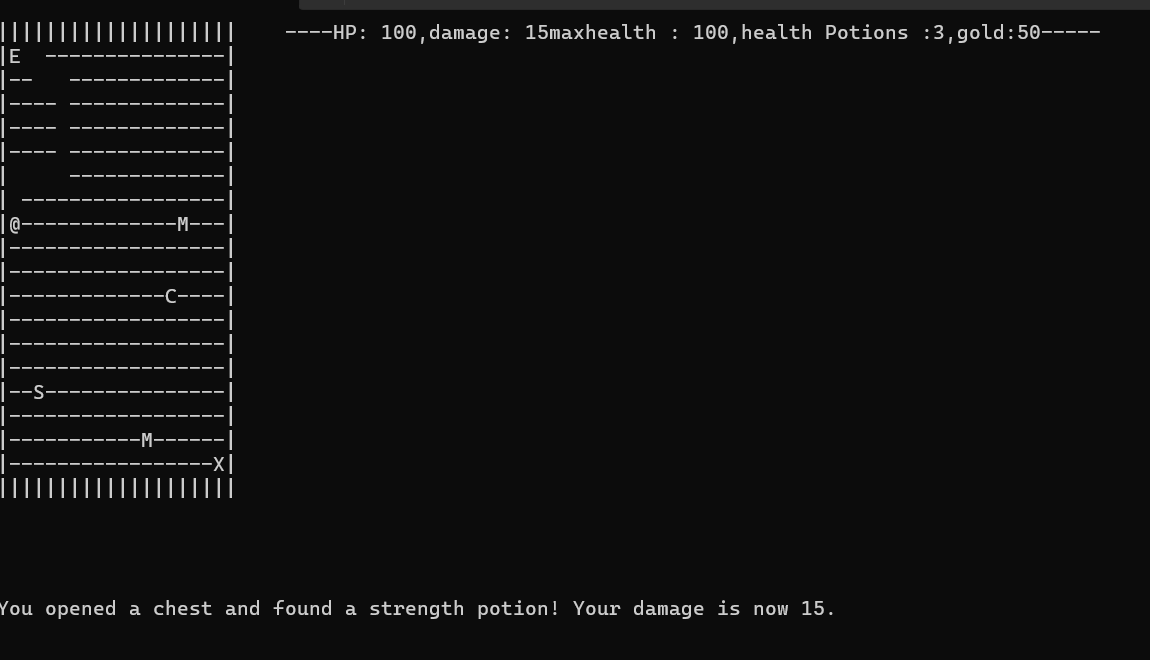 ||||||||||||||||||||    ----HP: 100,damage: 15maxhealth : 100,health Potions :3,gold:50-----
|E  ---------------|
|--   -------------|
|---- -------------|
|---- -------------|
|---- -------------|
|     -------------|
| -----------------|
|@-------------M---|
|------------------|
|------------------|
|-------------C----|
|------------------|
|------------------|
|------------------|
|--S---------------|
|------------------|
|-----------M------|
|-----------------X|
||||||||||||||||||||
You opened a chest and found a strength potion! Your damage is now 15.